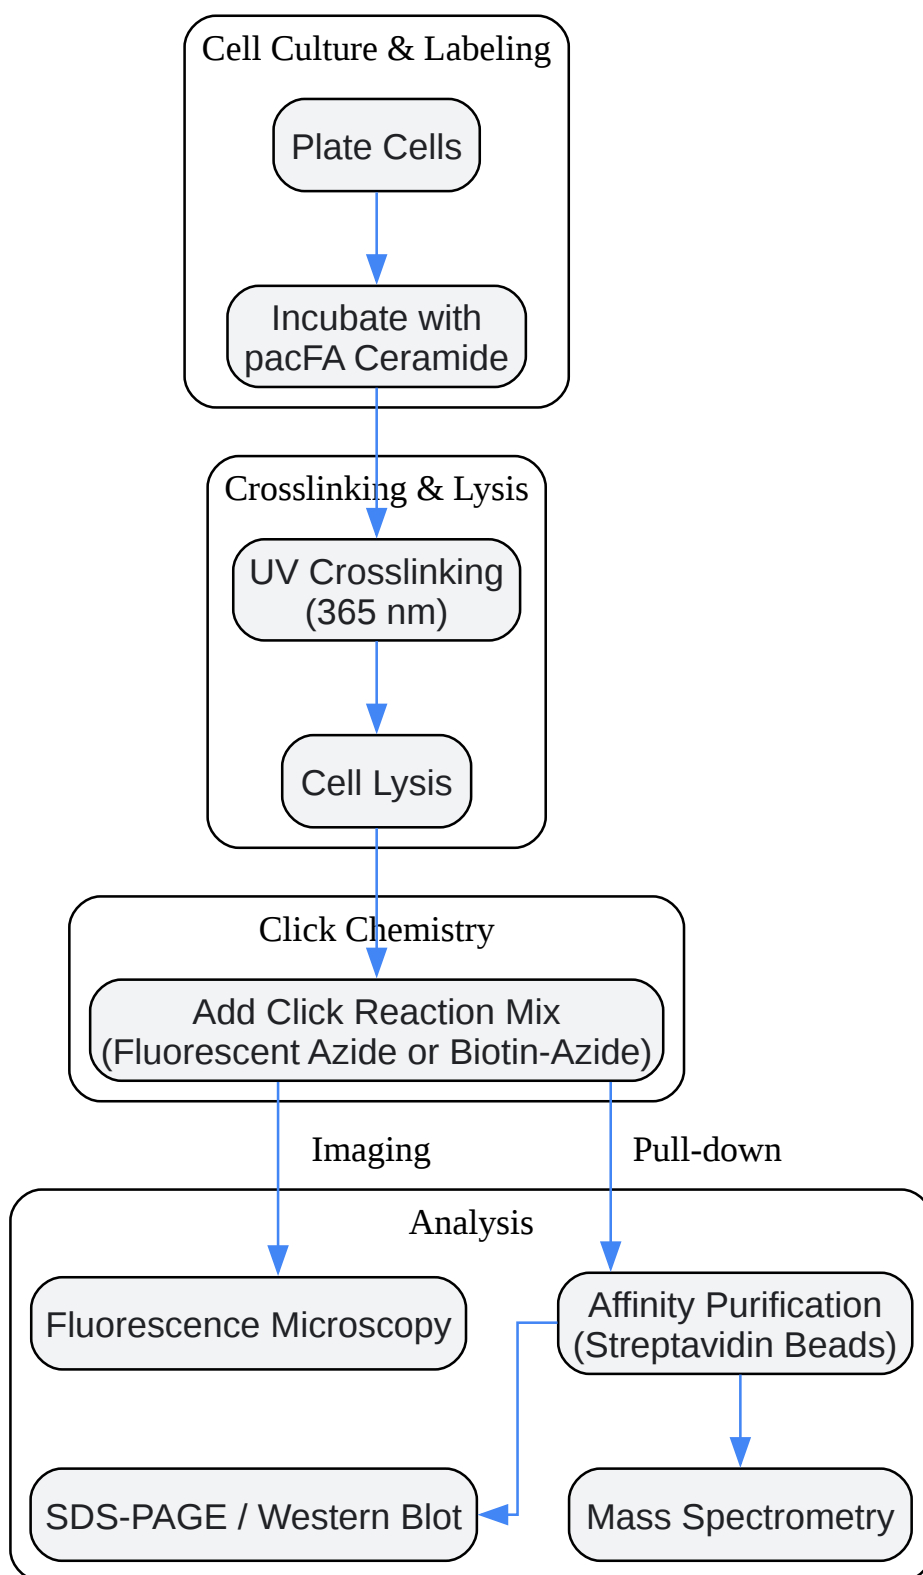 Cell Culture & Labeling
Plate Cells
Incubate with
pacFA Ceramide
Crosslinking & Lysis
UV Crosslinking
(365 nm)
Cell Lysis
Click Chemistry
Add Click Reaction Mix
(Fluorescent Azide or Biotin-Azide)
Imaging
Pull-down
Analysis
Fluorescence Microscopy
Affinity Purification
(Streptavidin Beads)
SDS-PAGE / Western Blot
Mass Spectrometry